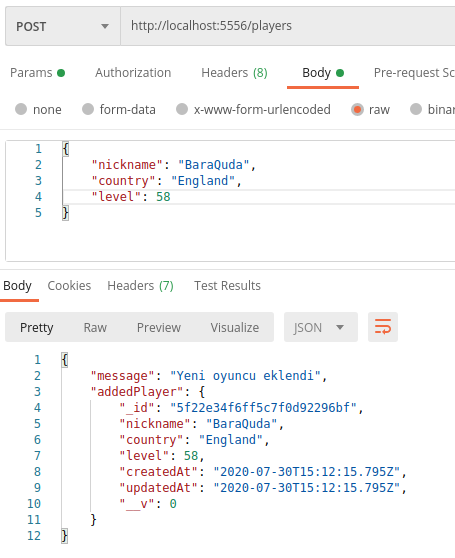 POST http://localhost:5556/players
Params Authorization Headers (8) Body Pre-request Sc
none form-data x-www-form-urlencoded raw binar
1 {
2 "nickname": "BaraQuda",
3 "country": "England",
4 "level": 58
5 }
Body Cookies Headers (7) Test Results
Pretty Raw Preview Visualize JSON
1 {
2 "message": "Yeni oyuncu eklendi",
3 "addedPlayer": {
4 "_id": "5f22e34f6ff5c7f0d92296bf",
5 "nickname": "BaraQuda",
6 "country": "England",
7 "level": 58,
8 "createdAt": "2020-07-30T15:12:15.795Z",
9 "updatedAt": "2020-07-30T15:12:15.795Z",
10 "__v": 0
11 }
12 }